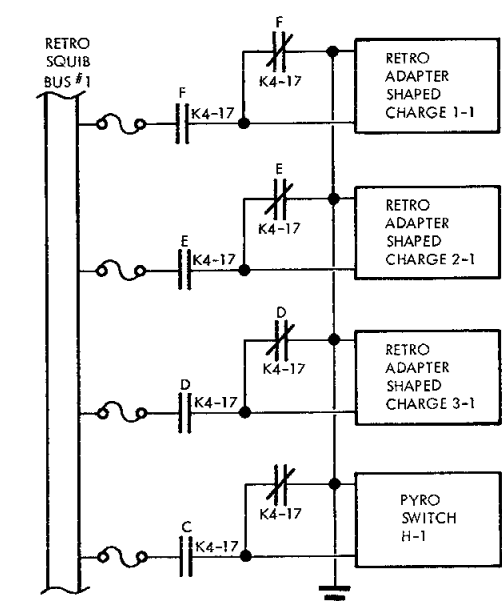 RETRO
SQUIB
BUS #1
F
K4-17
F
K4-17
RETRO
ADAPTER
SHAPED
CHARGE 1-1
E
K4-17
E
K4-17
RETRO
ADAPTER
SHAPED
CHARGE 2-1
D
K4-17
D
K4-17
RETRO
ADAPTER
SHAPED
CHARGE 3-1
K4-17
C
K4-17
PYRO
SWITCH
H-1